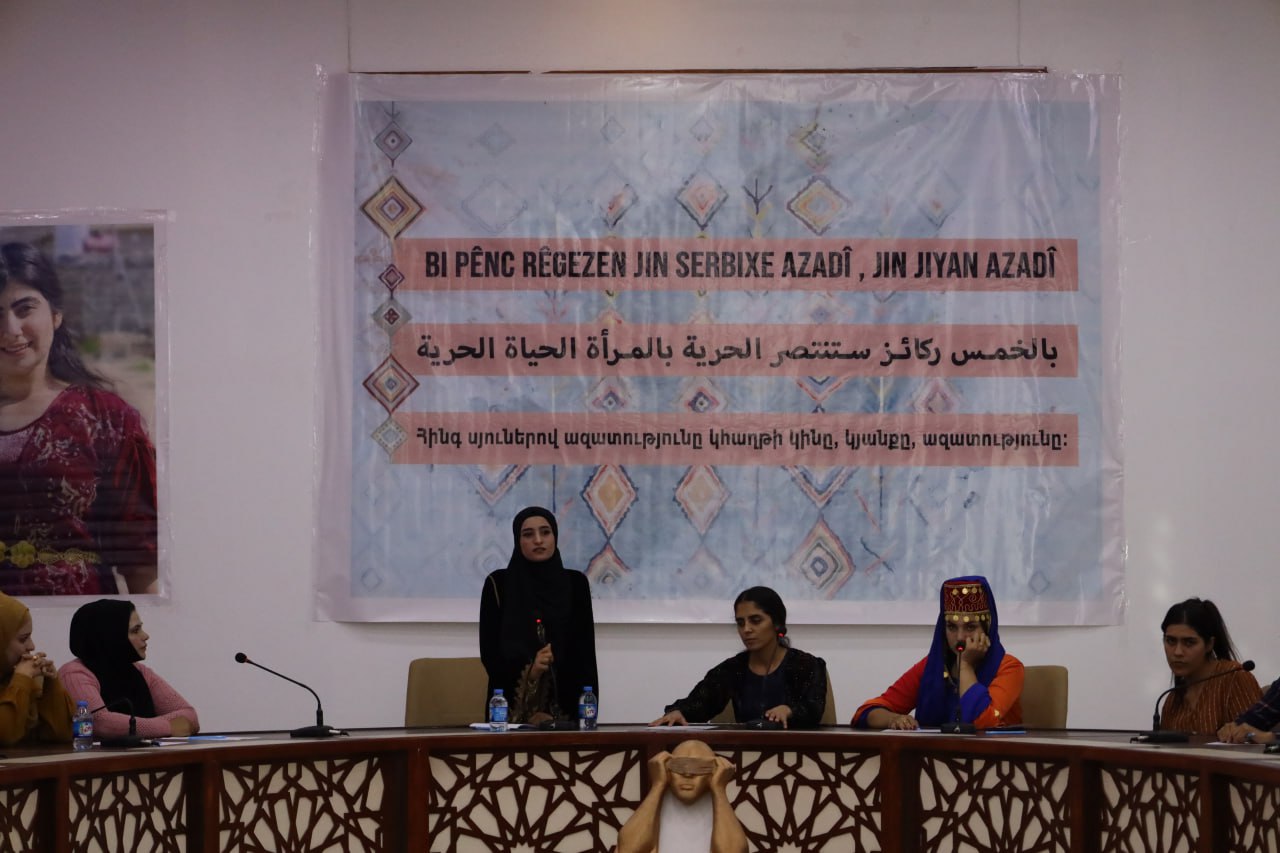 BI PÊNC RÊGEZEN JIN SERBIXE AZADÎ , JIN JIYAN AZADÎ
بالخمس ركائز ستنتصر الحرية بالمرأة الحياة الحرية
Հինգ սյուներով ազատությունը կհաղթի կինը, կյանքը, ազատությունը: